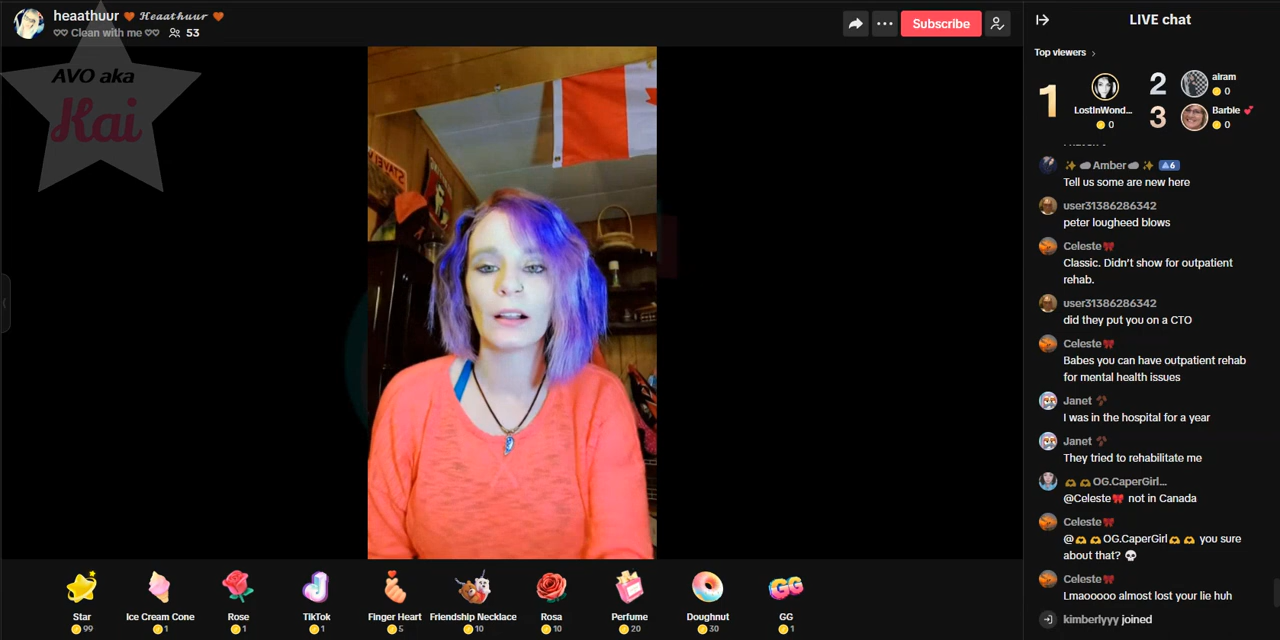 heaathuur 🧡 𝓗𝓮𝓪𝓪𝓽𝓱𝓾𝓾𝓻 🧡
♡♡ Clean with me ♡♡ 53
Subscribe
AVO aka
Kai
STAVELY
LIVE chat
Top viewers >
1
LostInWond...
0
2
alram
0
3
Barbie 💕
0
✨ ☁ Amber ☁ ✨ 6
Tell us some are new here
user31386286342
peter lougheed blows
Celeste🎀
Classic. Didn't show for outpatient
rehab.
user31386286342
did they put you on a CTO
Celeste🎀
Babes you can have outpatient rehab
for mental health issues
Janet
I was in the hospital for a year
Janet
They tried to rehabilitate me
🫶 🫶 OG.CaperGirl...
@Celeste🎀 not in Canada
Celeste🎀
@🫶 🫶 OG.CaperGirl🫶 🫶 you sure
about that? 💀
Celeste🎀
Lmaooooo almost lost your lie huh
kimberlyyy joined
Star
99
Ice Cream Cone
1
Rose
1
TikTok
1
Finger Heart
5
Friendship Necklace
10
Rosa
10
Perfume
20
Doughnut
30
GG
GG
1